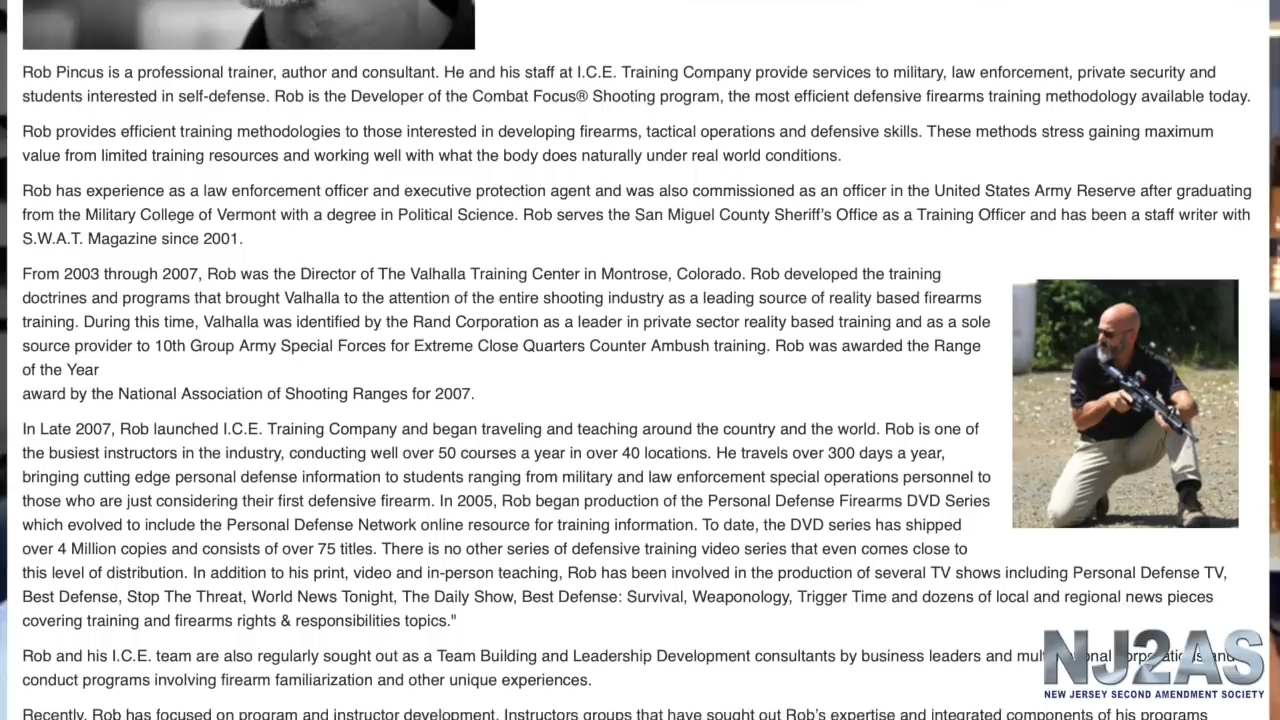 Rob Pincus is a professional trainer, author and consultant. He and his staff at I.C.E. Training Company provide services to military, law enforcement, private security and
students interested in self-defense. Rob is the Developer of the Combat Focus® Shooting program, the most efficient defensive firearms training methodology available today.
Rob provides efficient training methodologies to those interested in developing firearms, tactical operations and defensive skills. These methods stress gaining maximum
value from limited training resources and working well with what the body does naturally under real world conditions.
Rob has experience as a law enforcement officer and executive protection agent and was also commissioned as an officer in the United States Army Reserve after graduating
from the Military College of Vermont with a degree in Political Science. Rob serves the San Miguel County Sheriff's Office as a Training Officer and has been a staff writer with
S.W.A.T. Magazine since 2001.
From 2003 through 2007, Rob was the Director of The Valhalla Training Center in Montrose, Colorado. Rob developed the training
doctrines and programs that brought Valhalla to the attention of the entire shooting industry as a leading source of reality based firearms
training. During this time, Valhalla was identified by the Rand Corporation as a leader in private sector reality based training and as a sole
source provider to 10th Group Army Special Forces for Extreme Close Quarters Counter Ambush training. Rob was awarded the Range
of the Year
award by the National Association of Shooting Ranges for 2007.
In Late 2007, Rob launched I.C.E. Training Company and began traveling and teaching around the country and the world. Rob is one of
the busiest instructors in the industry, conducting well over 50 courses a year in over 40 locations. He travels over 300 days a year,
bringing cutting edge personal defense information to students ranging from military and law enforcement special operations personnel to
those who are just considering their first defensive firearm. In 2005, Rob began production of the Personal Defense Firearms DVD Series
which evolved to include the Personal Defense Network online resource for training information. To date, the DVD series has shipped
over 4 Million copies and consists of over 75 titles. There is no other series of defensive training video series that even comes close to
this level of distribution. In addition to his print, video and in-person teaching, Rob has been involved in the production of several TV shows including Personal Defense TV,
Best Defense, Stop The Threat, World News Tonight, The Daily Show, Best Defense: Survival, Weaponology, Trigger Time and dozens of local and regional news pieces
covering training and firearms rights & responsibilities topics."
Rob and his I.C.E. team are also regularly sought out as a Team Building and Leadership Development consultants by business leaders and
conduct programs involving firearm familiarization and other unique experiences.
NJ2AS
NEW JERSEY SECOND AMENDMENT SOCIETY
Recently, Rob has focused on program and instructor development. Instructors groups that have sought out Rob's expertise and integrated components of his programs